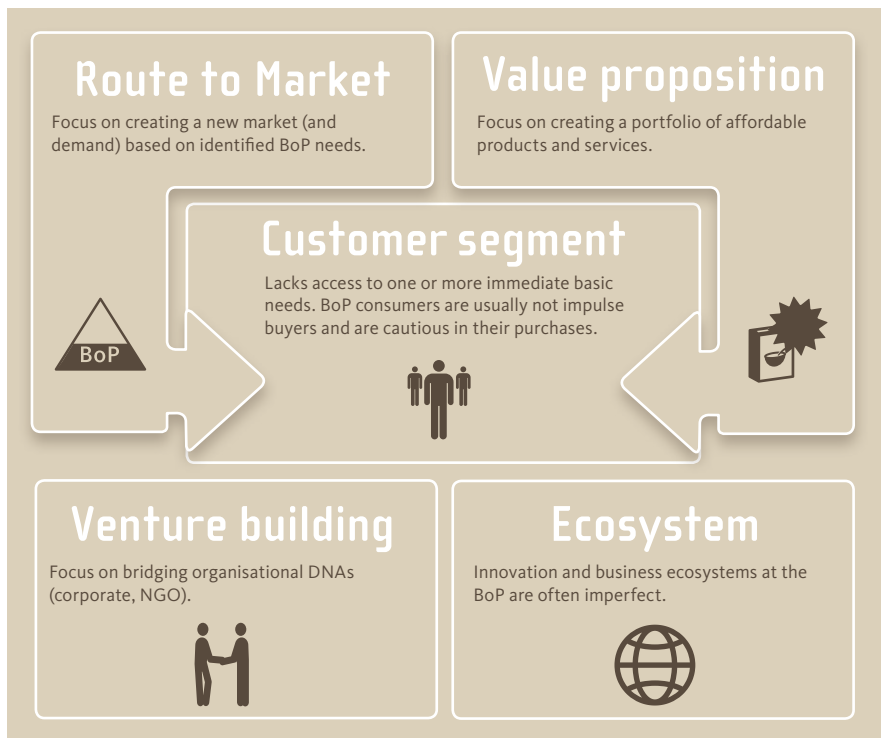 Route to Market
Focus on creating a new market (and
demand) based on identified BoP needs.
BoP
Value proposition
Focus on creating a portfolio of affordable
products and services.
Customer segment
Lacks access to one or more immediate basic
needs. BoP consumers are usually not impulse
buyers and are cautious in their purchases.
Venture building
Focus on bridging organisational DNAs
(corporate, NGO).
Ecosystem
Innovation and business ecosystems at the
BoP are often imperfect.